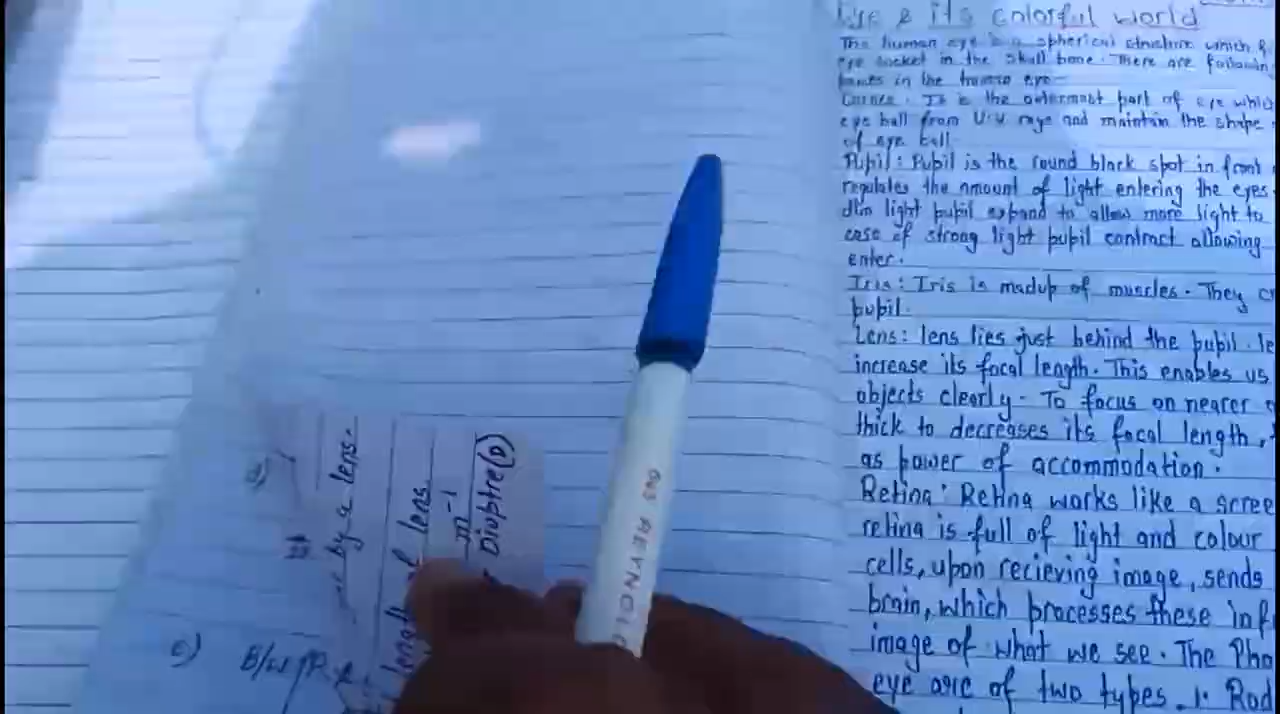 Eye & its colorful world
The human eye is a spherical structure which
eye socket in the skull bone. There are following
in the human eye-
Cornea: It is the outermost part of eye which
eye ball from U.V rays and maintain the shape
of eye ball.
Pupil: Pupil is the round black spot in front
regulates the amount of light entering the eyes.
dim light pupil expand to allow more light to
case of strong light pupil contract allowing
enter.
Iris: Iris is madup of muscles. They
pupil.
Lens: lens lies just behind the pupil.
increase its focal length. This enables us
objects clearly. To focus on nearer
thick to decreases its focal length,
as power of accommodation.
Retina: Retina works like a scree
retina is full of light and colour
cells, upon recieving image, sends
brain, which processes these inf
image of what we see. The Pho
eye are of two types. 1. Rod
by a lens.
length of lens
m-1
Dioptre(D)
B/w
REYNOL